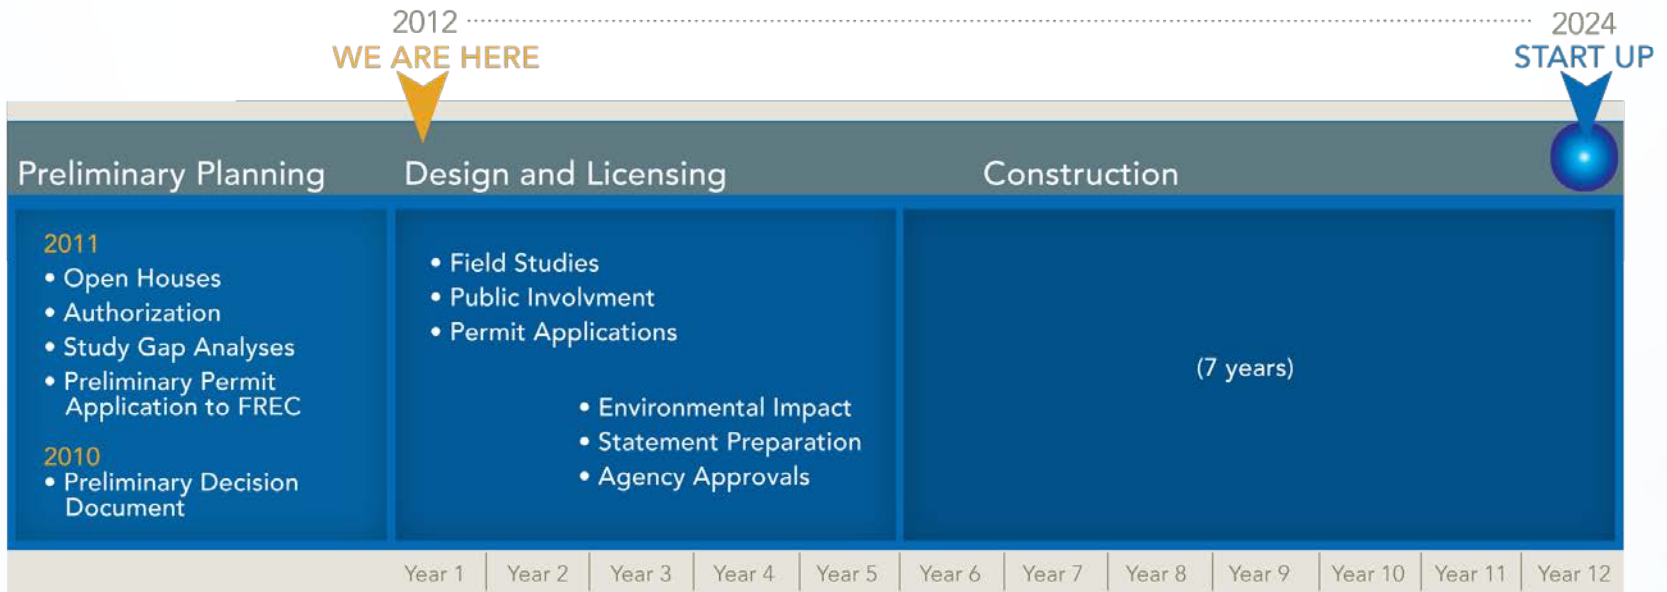 2012
WE ARE HERE
2024
START UP
Preliminary Planning
Design and Licensing
Construction
2011
• Open Houses
• Authorization
• Study Gap Analyses
• Preliminary Permit
Application to FREC
2010
• Preliminary Decision
Document
• Field Studies
• Public Involvment
• Permit Applications
• Environmental Impact
• Statement Preparation
• Agency Approvals
(7 years)
Year 1 Year 2 Year 3 Year 4 Year 5 Year 6 Year 7 Year 8 Year 9 Year 10 Year 11 Year 12